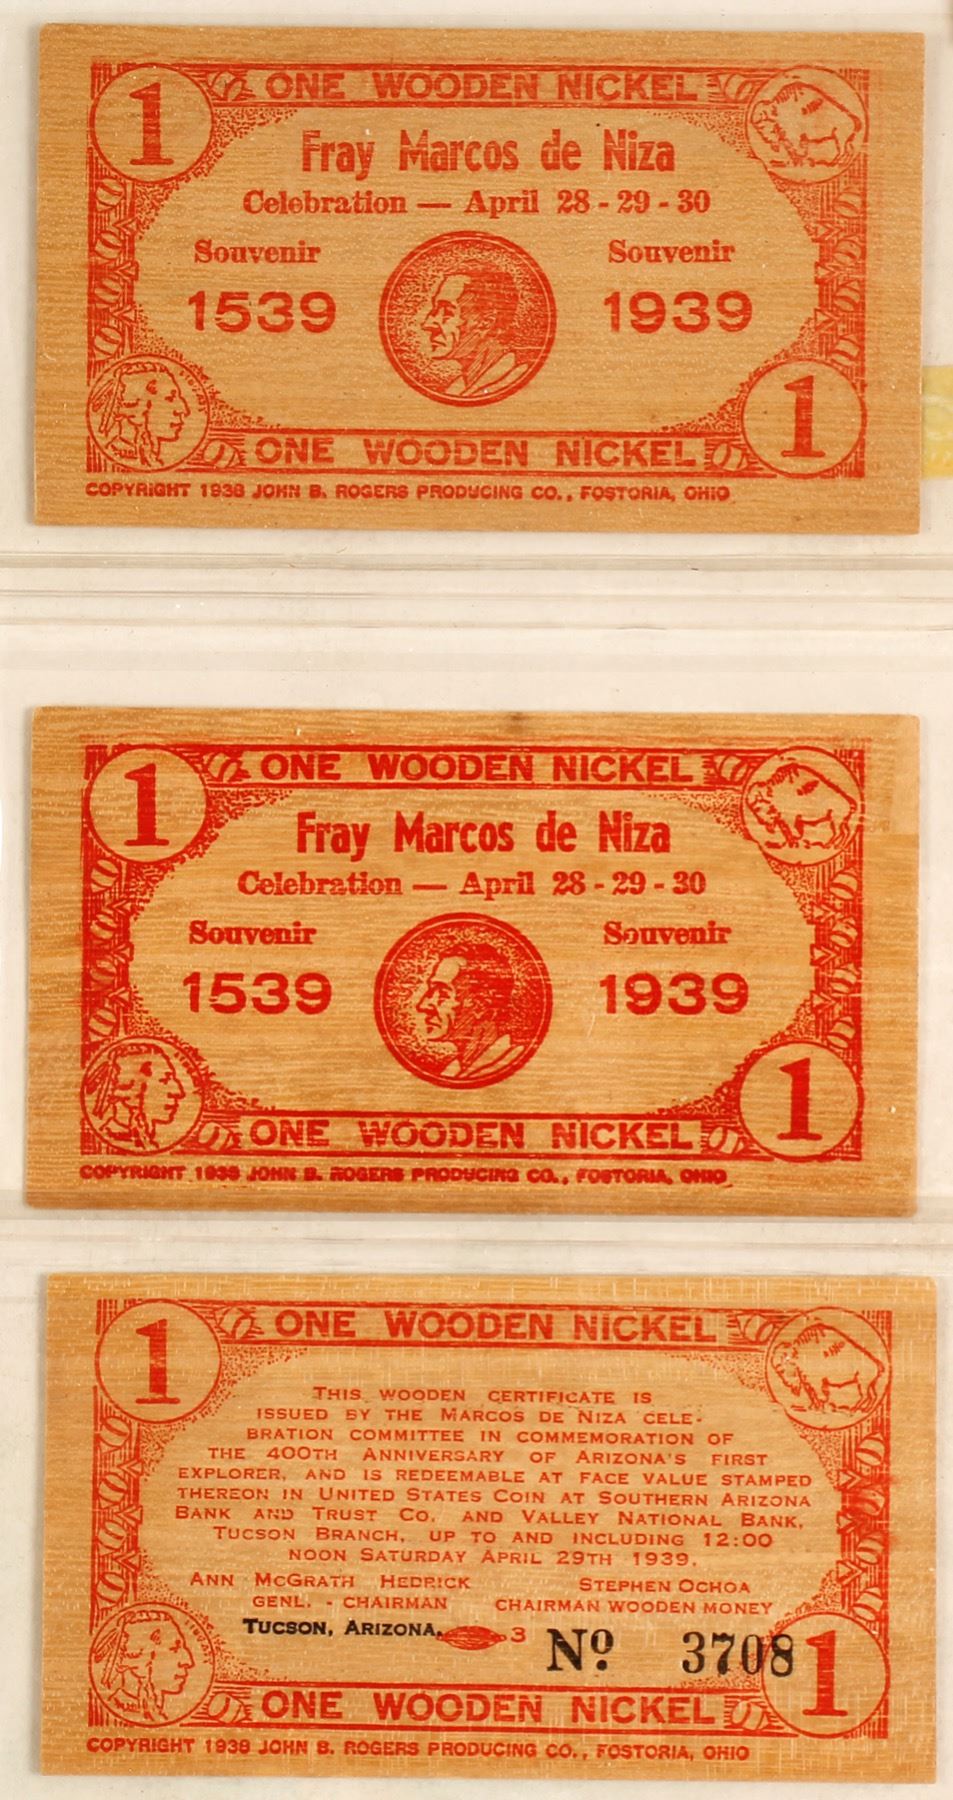 1 ONE WOODEN NICKEL
Fray Marcos de Niza
Celebration — April 28 - 29 - 30
Souvenir Souvenir
1539 1939
ONE WOODEN NICKEL 1
COPYRIGHT 1938 JOHN B. ROGERS PRODUCING CO., FOSTORIA, OHIO
1 ONE WOODEN NICKEL
Fray Marcos de Niza
Celebration — April 28 - 29 - 30
Souvenir Souvenir
1539 1939
ONE WOODEN NICKEL 1
COPYRIGHT 1938 JOHN B. ROGERS PRODUCING CO., FOSTORIA, OHIO
1 ONE WOODEN NICKEL
THIS WOODEN CERTIFICATE IS
ISSUED BY THE MARCOS DE NIZA CELE-
BRATION COMMITTEE IN COMMEMORATION OF
THE 400TH ANNIVERSARY OF ARIZONA'S FIRST
EXPLORER, AND IS REDEEMABLE AT FACE VALUE STAMPED
THEREON IN UNITED STATES COIN AT SOUTHERN ARIZONA
BANK AND TRUST CO. AND VALLEY NATIONAL BANK,
TUCSON BRANCH, UP TO AND INCLUDING 12:00
NOON SATURDAY APRIL 29TH 1939.
ANN MCGRATH HEDRICK STEPHEN OCHOA
GENL. - CHAIRMAN CHAIRMAN WOODEN MONEY
TUCSON, ARIZONA. 3 Nº 3708
ONE WOODEN NICKEL 1
COPYRIGHT 1938 JOHN B. ROGERS PRODUCING CO., FOSTORIA, OHIO